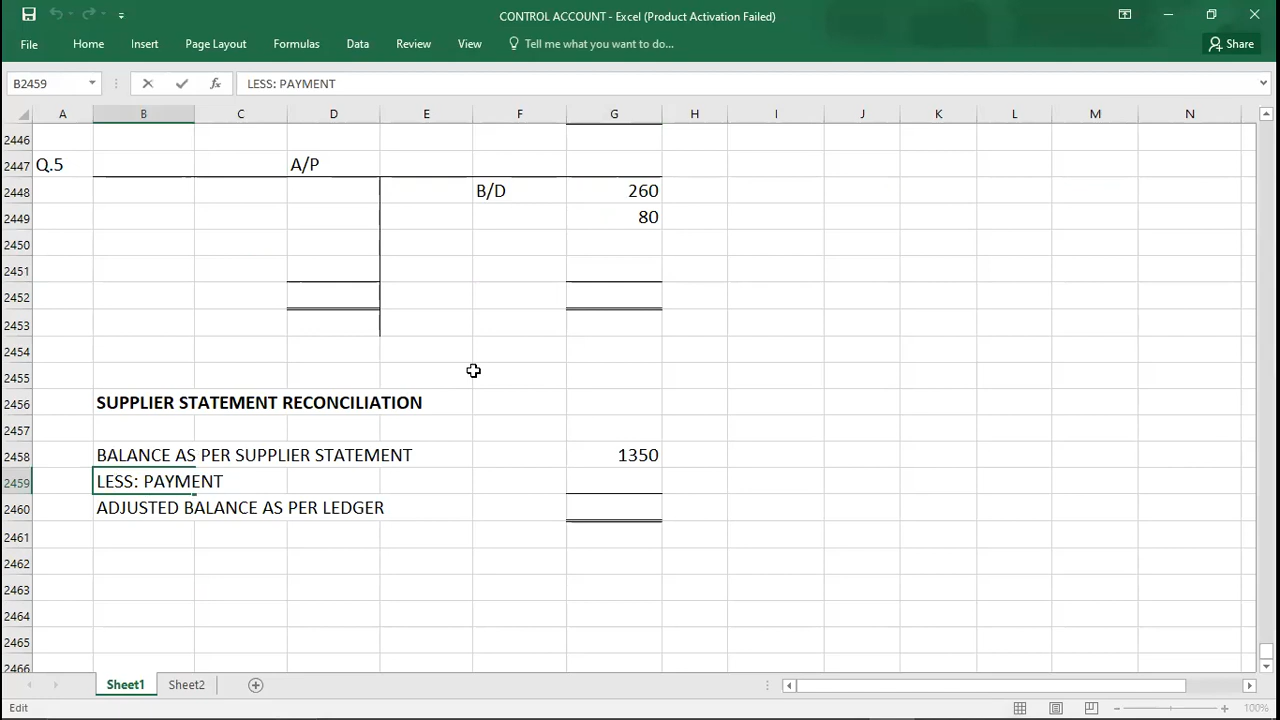 CONTROL ACCOUNT - Excel (Product Activation Failed)
File Home Insert Page Layout Formulas Data Review View Tell me what you want to do... Share
B2459 fx LESS: PAYMENT
A B C D E F G H I J K L M N
2446
2447 Q.5 A/P
2448 B/D 260
2449 80
2450
2451
2452
2453
2454
2455
2456 SUPPLIER STATEMENT RECONCILIATION
2457
2458 BALANCE AS PER SUPPLIER STATEMENT 1350
2459 LESS: PAYMENT
2460 ADJUSTED BALANCE AS PER LEDGER
2461
2462
2463
2464
2465
2466
Sheet1 Sheet2
Edit 100%